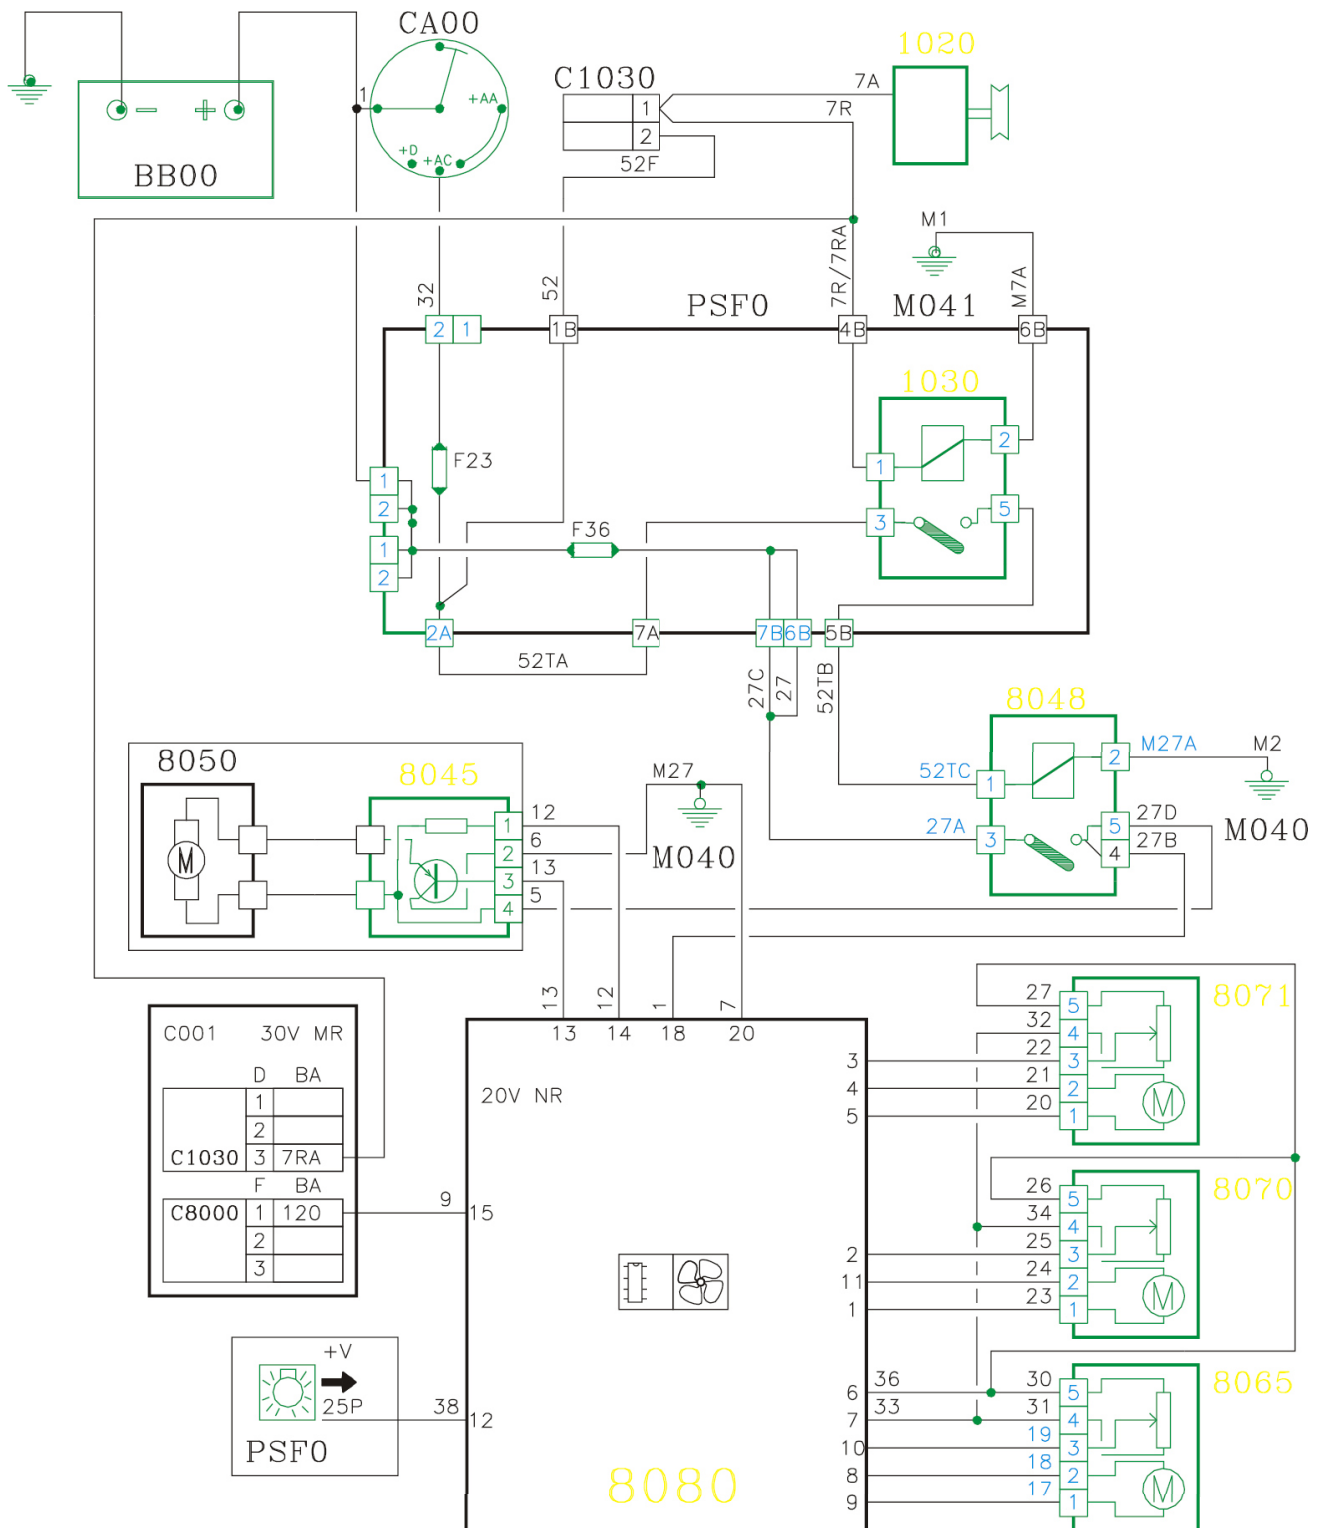 CA00
1020
C1030
7A
1
+AA
1
7R
2
+D
+AC
52F
BB00
M1
32
52
7R/7RA
M7A
PSF0
M041
2
1
1B
4B
6B
1030
2
F23
1
1
2
5
3
F36
1
2
2A
7A
7B
6B
5B
52TA
27C
27
52TB
8048
8050
8045
M27
M27A
M2
2
52TC
1
12
1
27D
27A
3
5
M040
6
2
27B
M040
4
13
3
5
4
13
12
1
7
27
5
8071
C001
30V MR
13
14
18
20
32
4
22
3
3
D
BA
21
4
2
1
20V NR
20
5
1
2
C1030
3
7RA
F
BA
26
5
8070
C8000
1
120
9
15
34
4
2
25
2
3
3
24
11
2
23
1
1
+V
36
30
8065
6
5
25P
38
12
33
31
7
4
PSF0
19
10
3
18
8080
8
2
17
9
1
M
M
M
M